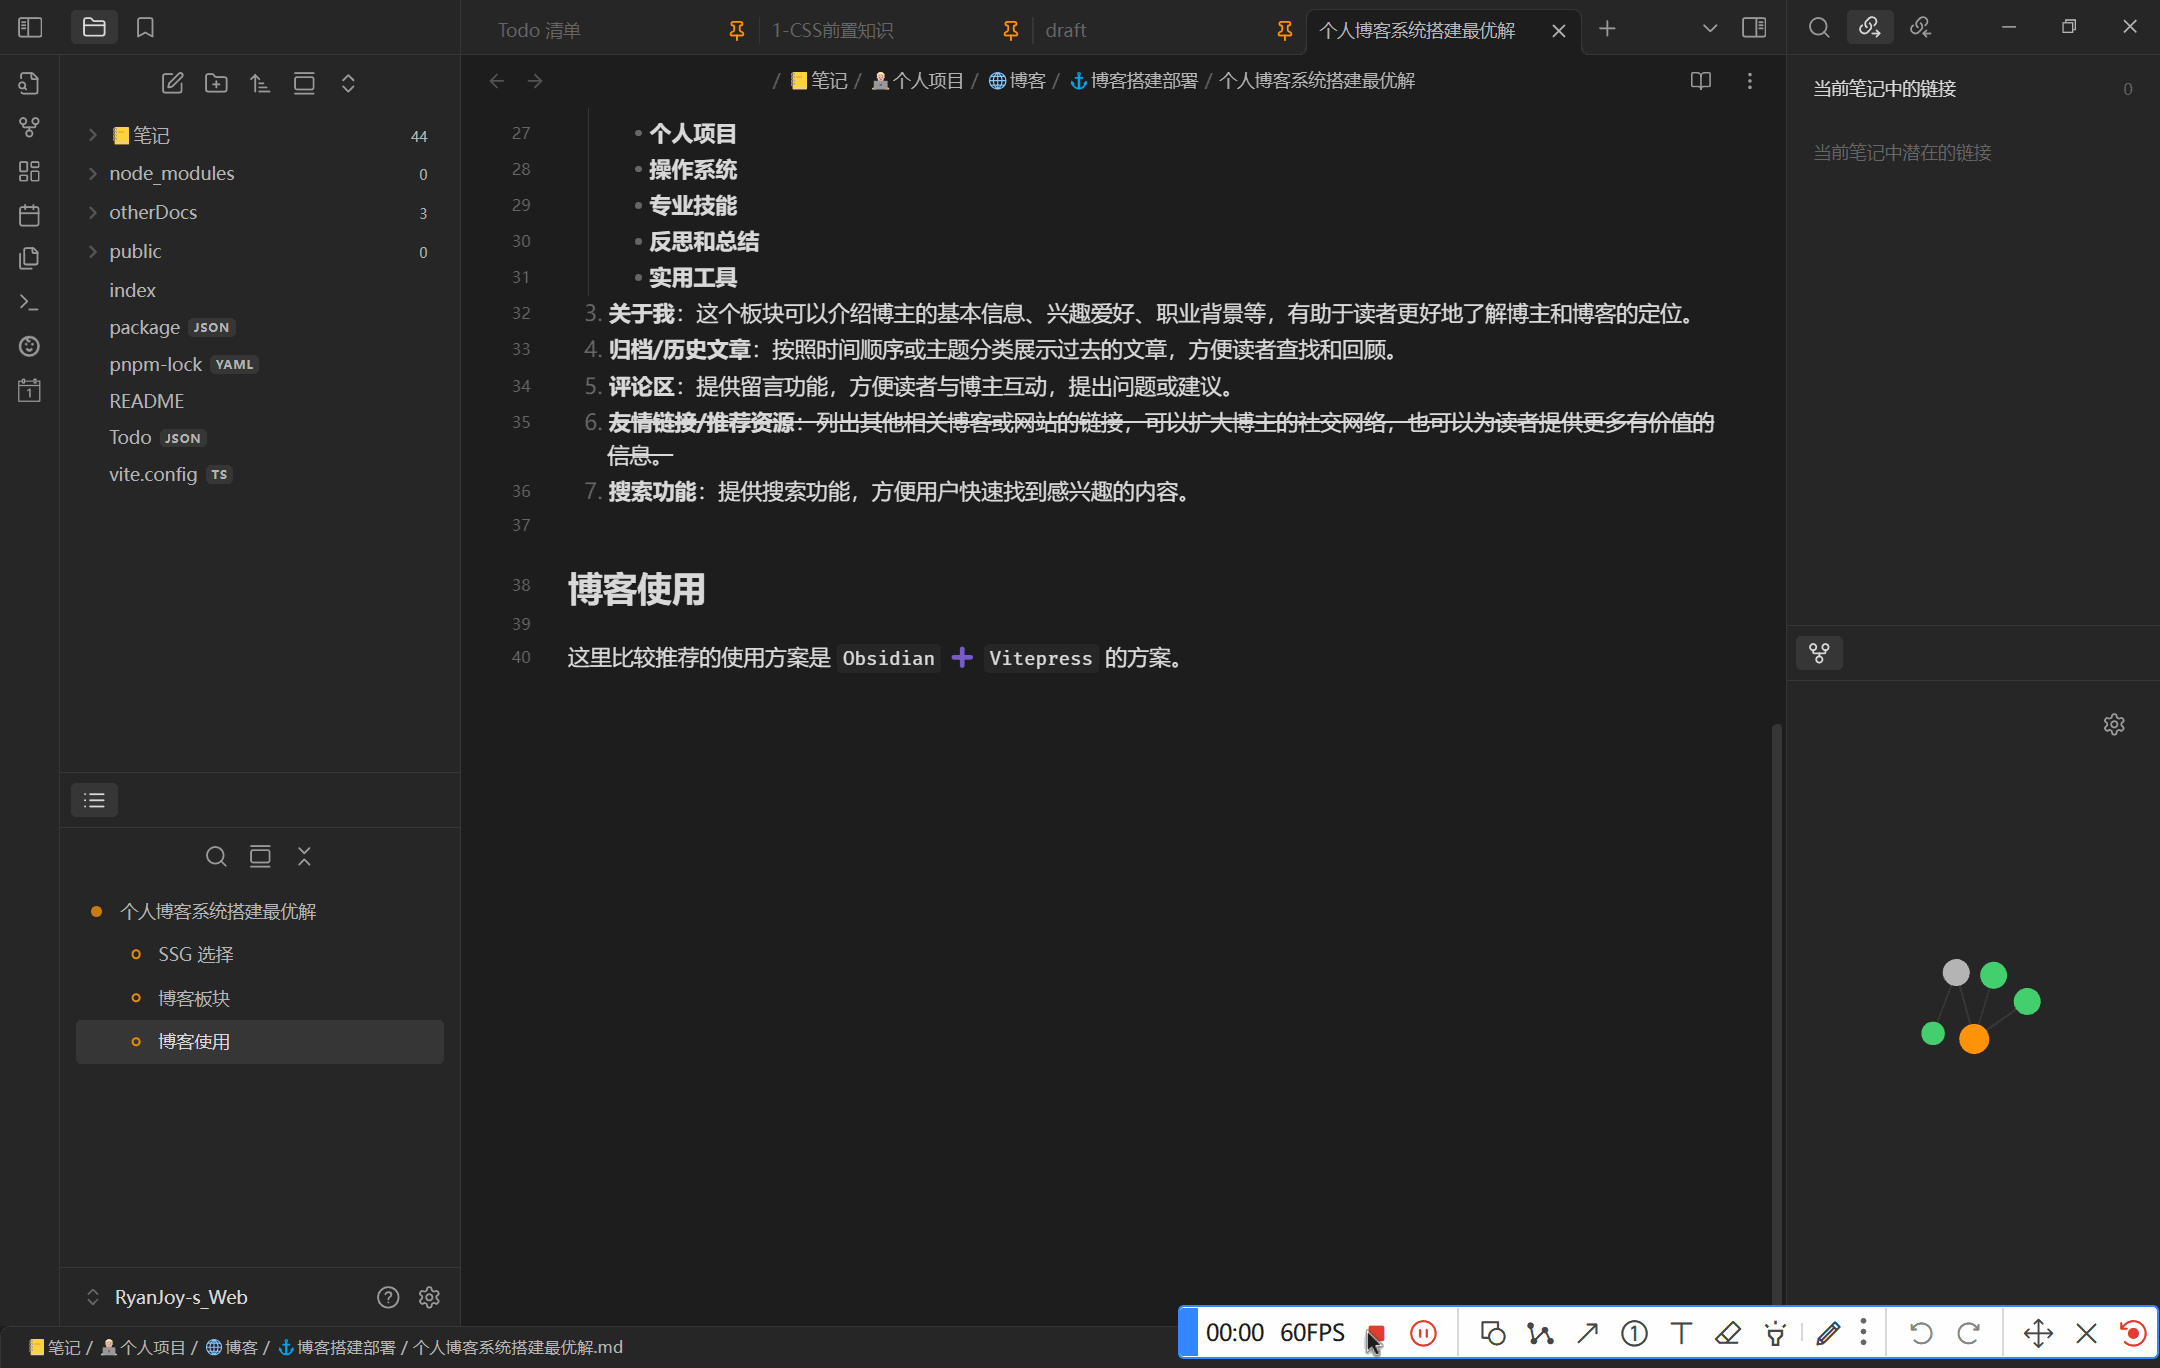 Todo 清单
1-CSS前置知识
draft
个人博客系统搭建最优解
/ 笔记 / 个人项目 / 博客 / 博客搭建部署 / 个人博客系统搭建最优解
笔记 44
node_modules 0
otherDocs 3
public 0
index
package JSON
pnpm-lock YAML
README
Todo JSON
vite.config TS
个人博客系统搭建最优解
SSG 选择
博客板块
博客使用
RyanJoy-s_Web
27 • 个人项目
28 • 操作系统
29 • 专业技能
30 • 反思和总结
31 • 实用工具
32 3. 关于我：这个板块可以介绍博主的基本信息、兴趣爱好、职业背景等，有助于读者更好地了解博主和博客的定位。
33 4. 归档/历史文章：按照时间顺序或主题分类展示过去的文章，方便读者查找和回顾。
34 5. 评论区：提供留言功能，方便读者与博主互动，提出问题或建议。
35 6. 友情链接/推荐资源：列出其他相关博客或网站的链接，可以扩大博主的社交网络，也可以为读者提供更多有价值的
信息。
36 7. 搜索功能：提供搜索功能，方便用户快速找到感兴趣的内容。
37
38 博客使用
39
40 这里比较推荐的使用方案是 Obsidian ➕ Vitepress 的方案。
当前笔记中的链接 0
当前笔记中潜在的链接
笔记 / 个人项目 / 博客 / 博客搭建部署 / 个人博客系统搭建最优解.md
00:00 60FPS